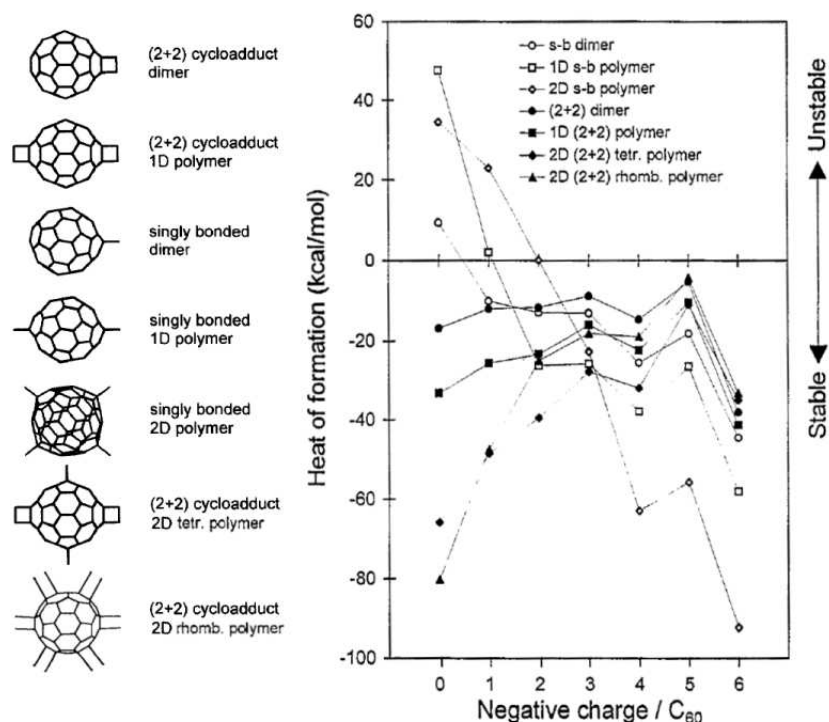 (2+2) cycloadduct
dimer
(2+2) cycloadduct
1D polymer
singly bonded
dimer
singly bonded
1D polymer
singly bonded
2D polymer
(2+2) cycloadduct
2D tetr. polymer
(2+2) cycloadduct
2D rhomb. polymer
Heat of formation (kcal/mol)
60
40
20
0
-20
-40
-60
-80
-100
s-b dimer
1D s-b polymer
2D s-b polymer
(2+2) dimer
1D (2+2) polymer
2D (2+2) tetr. polymer
2D (2+2) rhomb. polymer
0 1 2 3 4 5 6
Negative charge / C60
Unstable
Stable